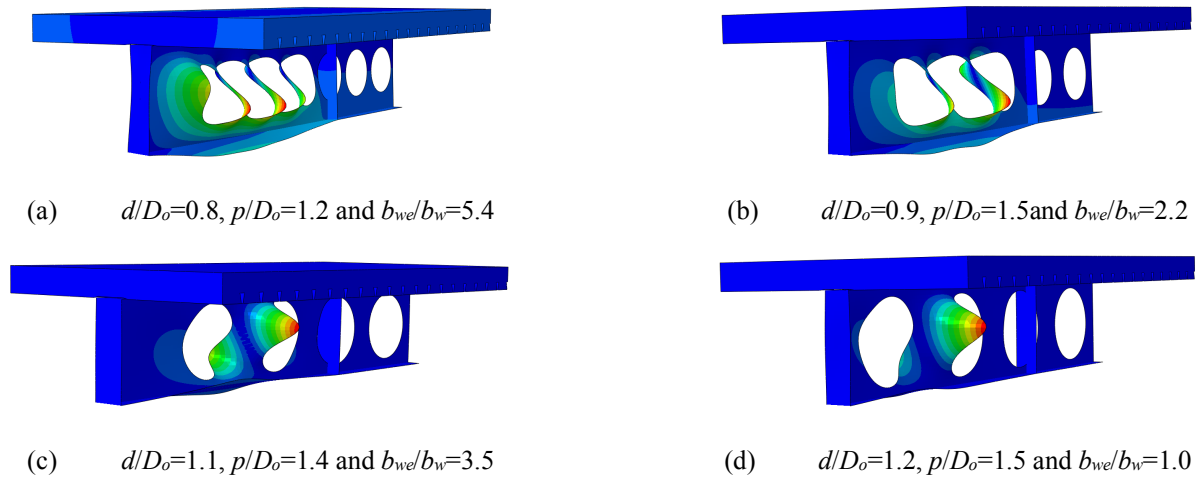 (a) d/Do=0.8, p/Do=1.2 and bwe/bw=5.4
(b) d/Do=0.9, p/Do=1.5and bwe/bw=2.2
(c) d/Do=1.1, p/Do=1.4 and bwe/bw=3.5
(d) d/Do=1.2, p/Do=1.5 and bwe/bw=1.0